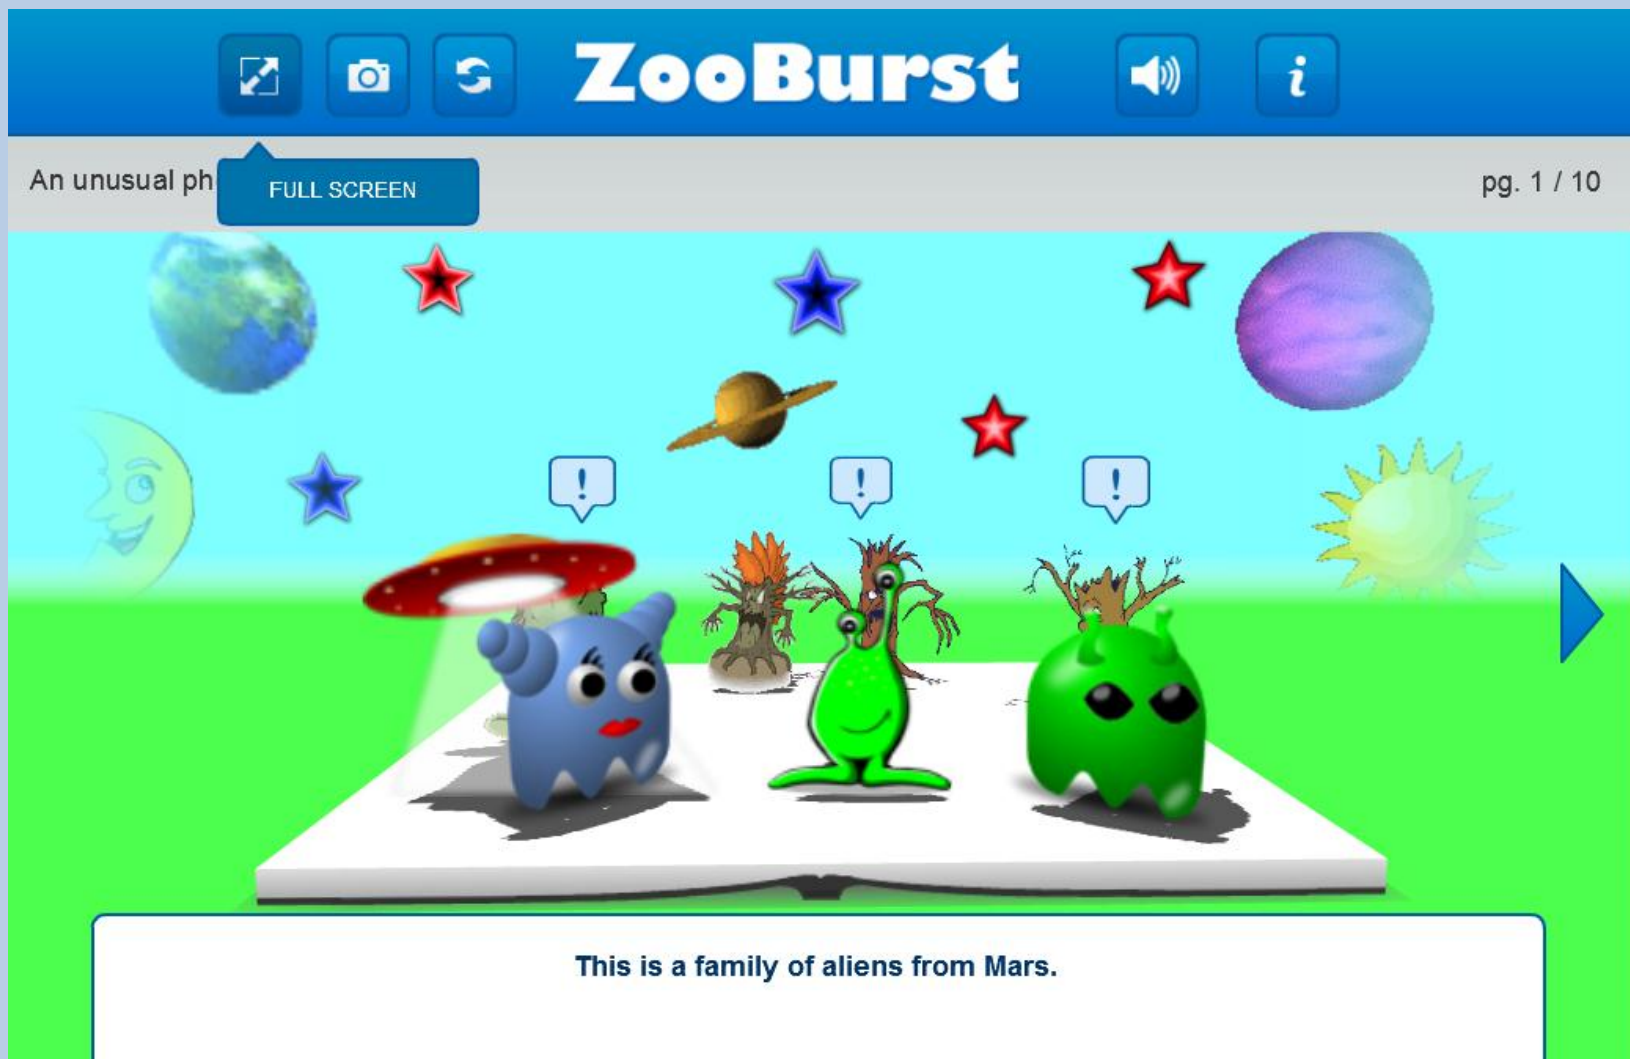 ZooBurst
i
An unusual ph
FULL SCREEN
pg. 1 / 10
!
!
!
This is a family of aliens from Mars.